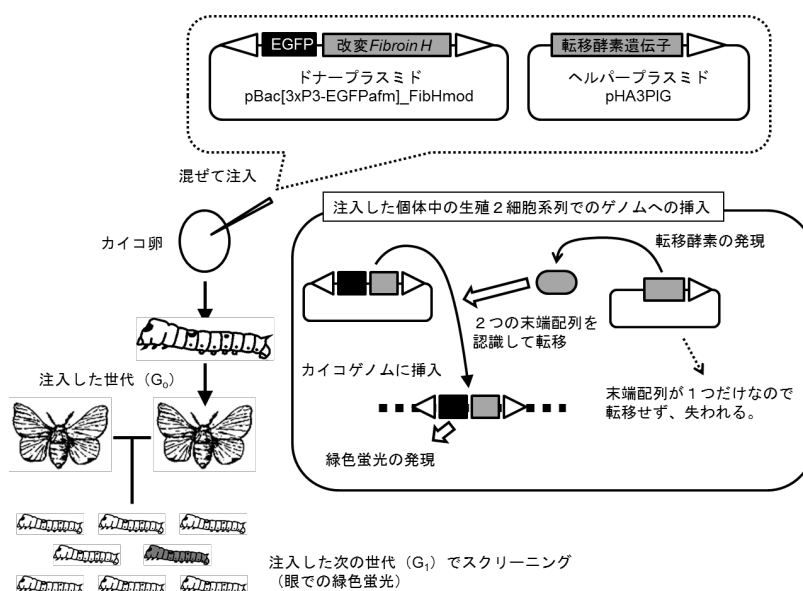 EGFP
改変Fibroin H
ドナープラスミド
pBac[3xP3-EGFPafm]_FibHmod
転移酵素遺伝子
ヘルパープラスミド
pHA3PIG
混ぜて注入
カイコ卵
注入した個体中の生殖２細胞系列でのゲノムへの挿入
転移酵素の発現
２つの末端配列を
認識して転移
カイコゲノムに挿入
末端配列が１つだけなので
転移せず、失われる。
緑色蛍光の発現
注入した世代（G₀）
注入した次の世代（G₁）でスクリーニング
（眼での緑色蛍光）